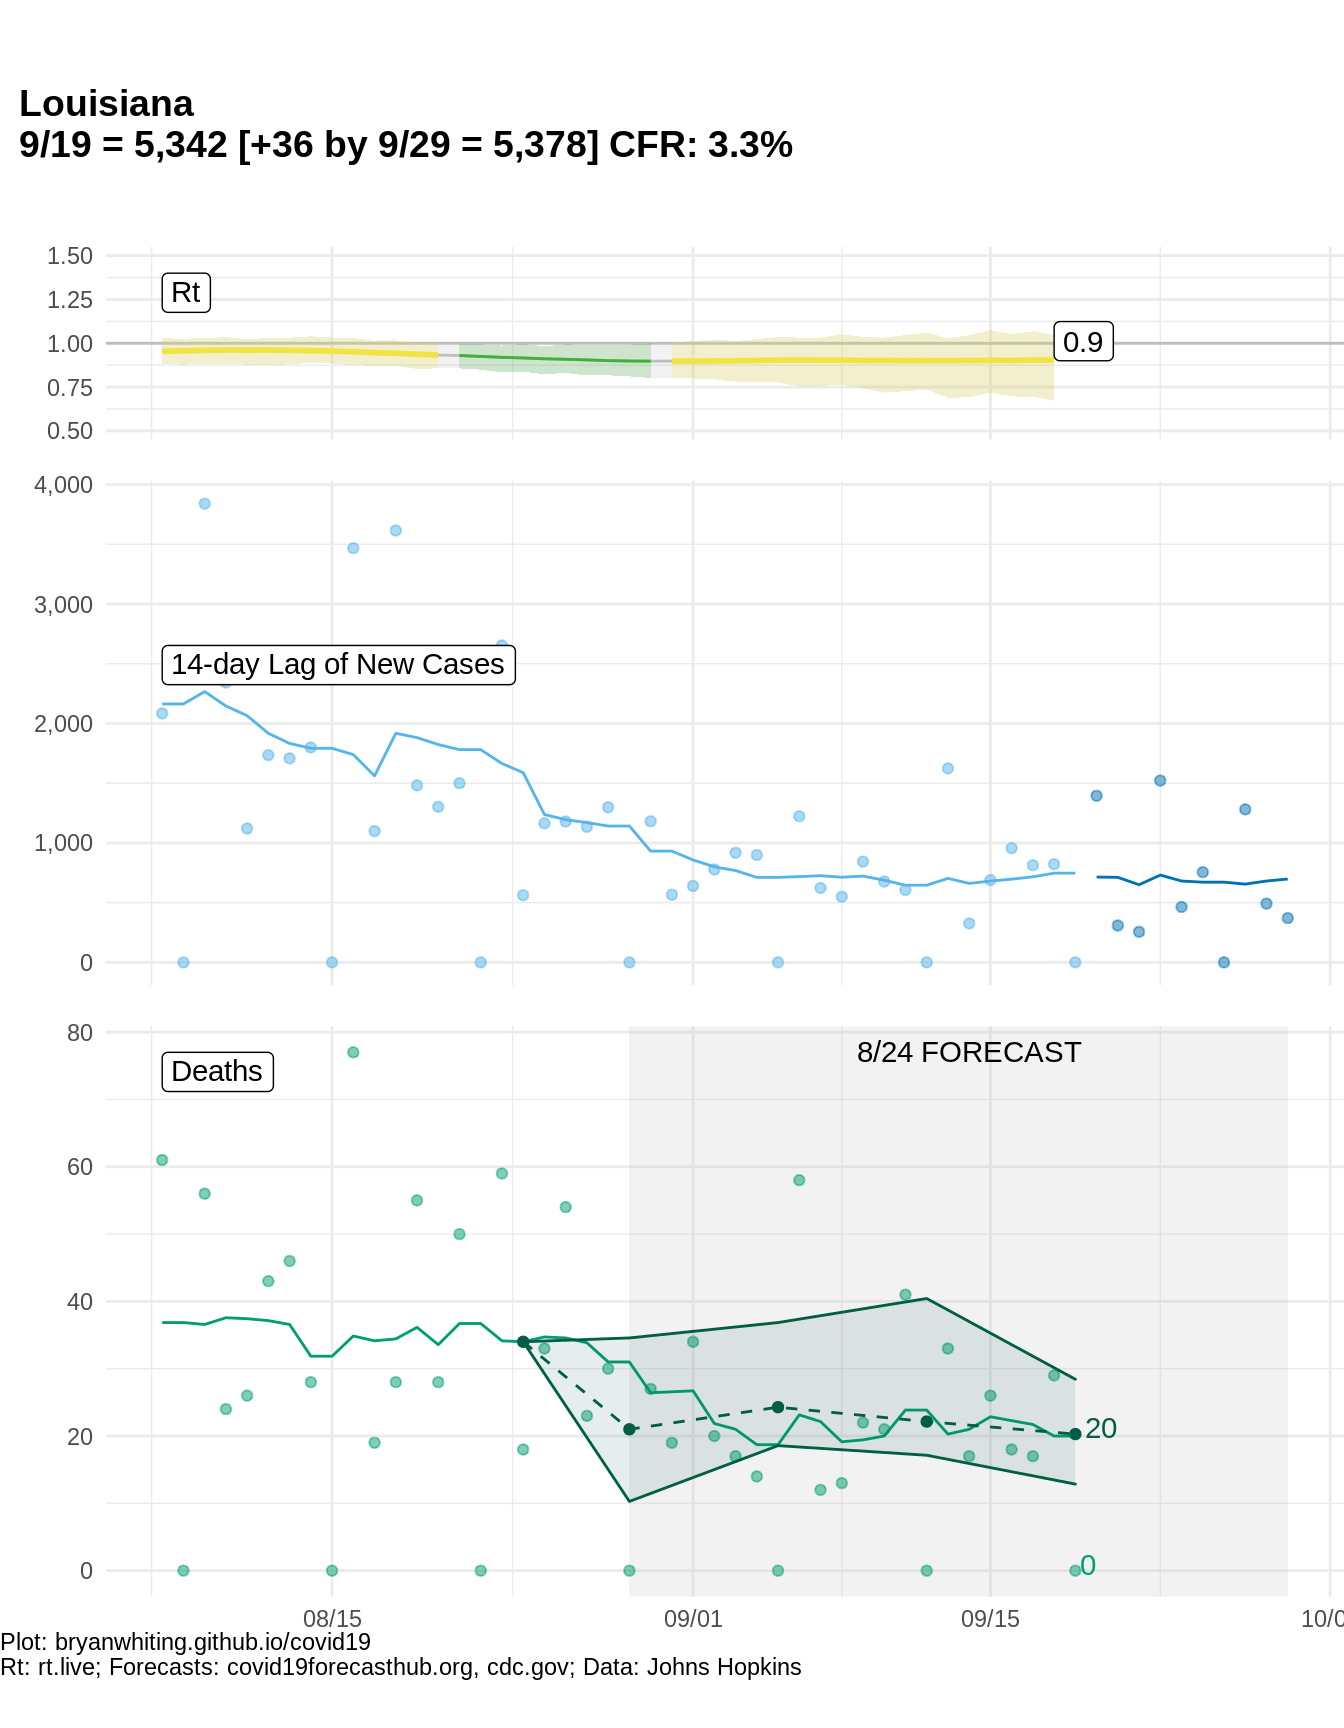 Louisiana
9/19 = 5,342 [+36 by 9/29 = 5,378] CFR: 3.3%
1.50
Rt
1.25
1.00
0.9
0.75
0.50
4,000
3,000
14-day Lag of New Cases
2,000
1,000
0
80
8/24 FORECAST
Deaths
60
40
20
20
0
0
08/15 09/01 09/15 10/0
Plot: bryanwhiting.github.io/covid19
Rt: rt.live; Forecasts: covid19forecasthub.org, cdc.gov; Data: Johns Hopkins